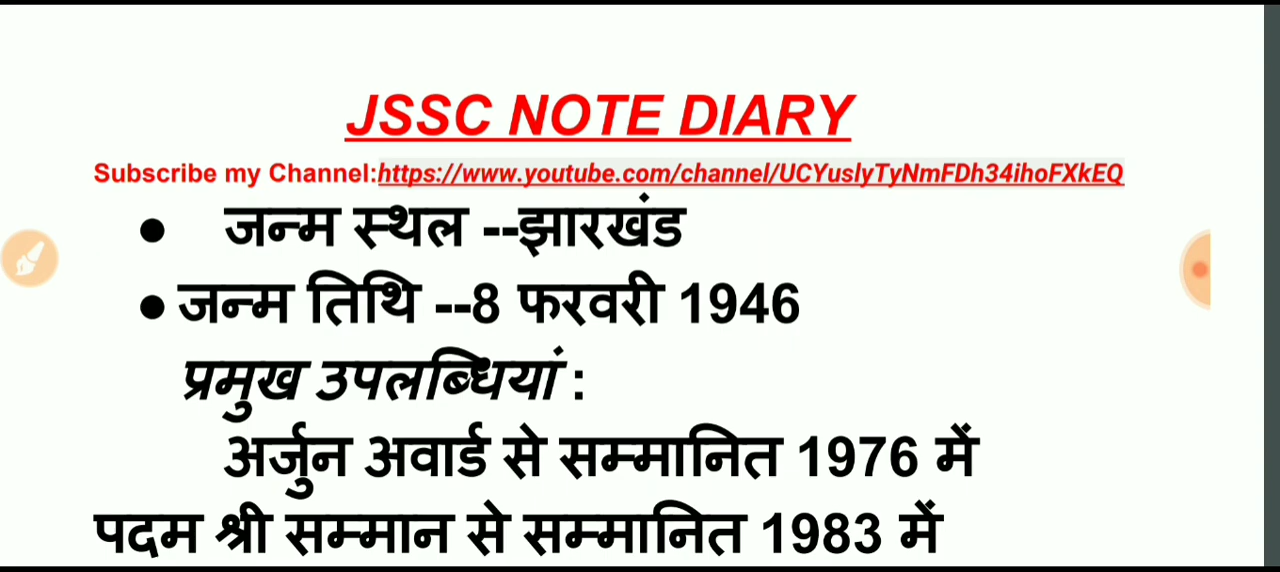 JSSC NOTE DIARY
Subscribe my Channel:https://www.youtube.com/channel/UCYuslyTyNmFDh34ihoFXkEQ
● जन्म स्थल --झारखंड
● जन्म तिथि --8 फरवरी 1946
प्रमुख उपलब्धियां :
अर्जुन अवार्ड से सम्मानित 1976 में
पदम श्री सम्मान से सम्मानित 1983 में